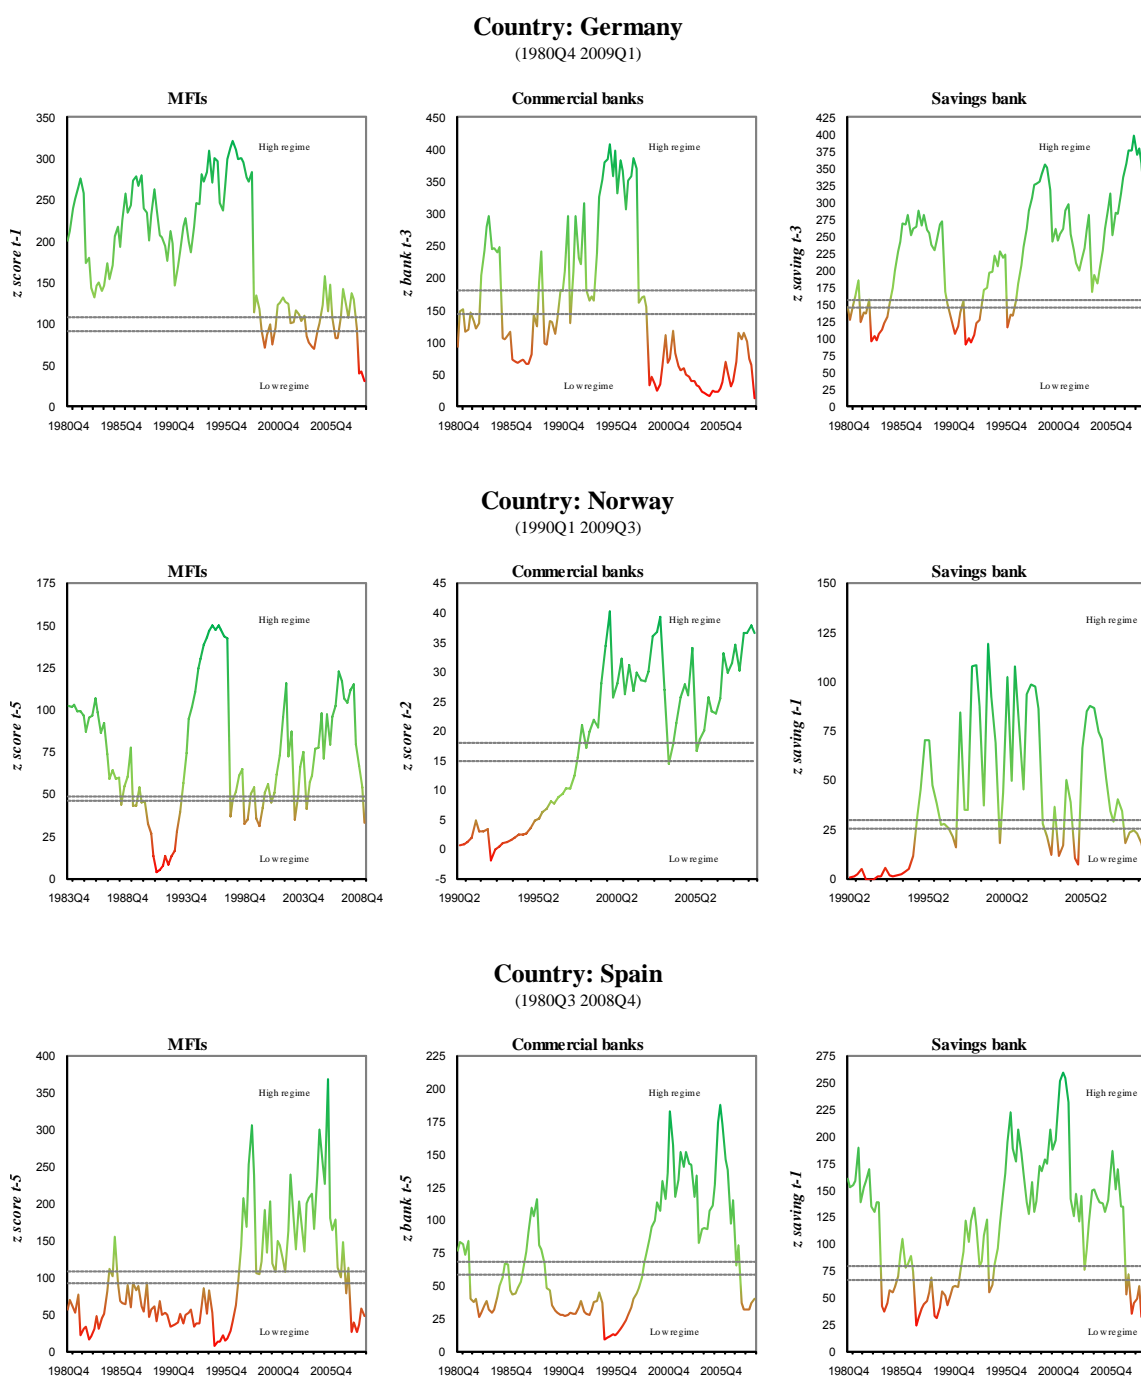 Country: Germany
(1980Q4 2009Q1)
MFIs
Commercial banks
Savings bank
z score t-1
350
300
250
200
150
100
50
0
High regime
Low regime
1980Q4 1985Q4 1990Q4 1995Q4 2000Q4 2005Q4
z bank t-3
450
400
350
300
250
200
150
100
50
0
High regime
Low regime
1980Q4 1985Q4 1990Q4 1995Q4 2000Q4 2005Q4
z saving t-3
425
400
375
350
325
300
275
250
225
200
175
150
125
100
75
50
25
0
High regime
Low regime
1980Q4 1985Q4 1990Q4 1995Q4 2000Q4 2005Q4
Country: Norway
(1990Q1 2009Q3)
MFIs
Commercial banks
Savings bank
z score t-5
175
150
125
100
75
50
25
0
High regime
Low regime
1983Q4 1988Q4 1993Q4 1998Q4 2003Q4 2008Q4
z score t-2
45
40
35
30
25
20
15
10
5
0
-5
High regime
Low regime
1990Q2 1995Q2 2000Q2 2005Q2
z saving t-1
150
125
100
75
50
25
0
High regime
Low regime
1990Q2 1995Q2 2000Q2 2005Q2
Country: Spain
(1980Q3 2008Q4)
MFIs
Commercial banks
Savings bank
z score t-5
400
350
300
250
200
150
100
50
0
High regime
Low regime
1980Q4 1985Q4 1990Q4 1995Q4 2000Q4 2005Q4
z bank t-5
225
200
175
150
125
100
75
50
25
0
High regime
Low regime
1980Q4 1985Q4 1990Q4 1995Q4 2000Q4 2005Q4
z saving t-1
275
250
225
200
175
150
125
100
75
50
25
0
High regime
Low regime
1980Q4 1985Q4 1990Q4 1995Q4 2000Q4 2005Q4